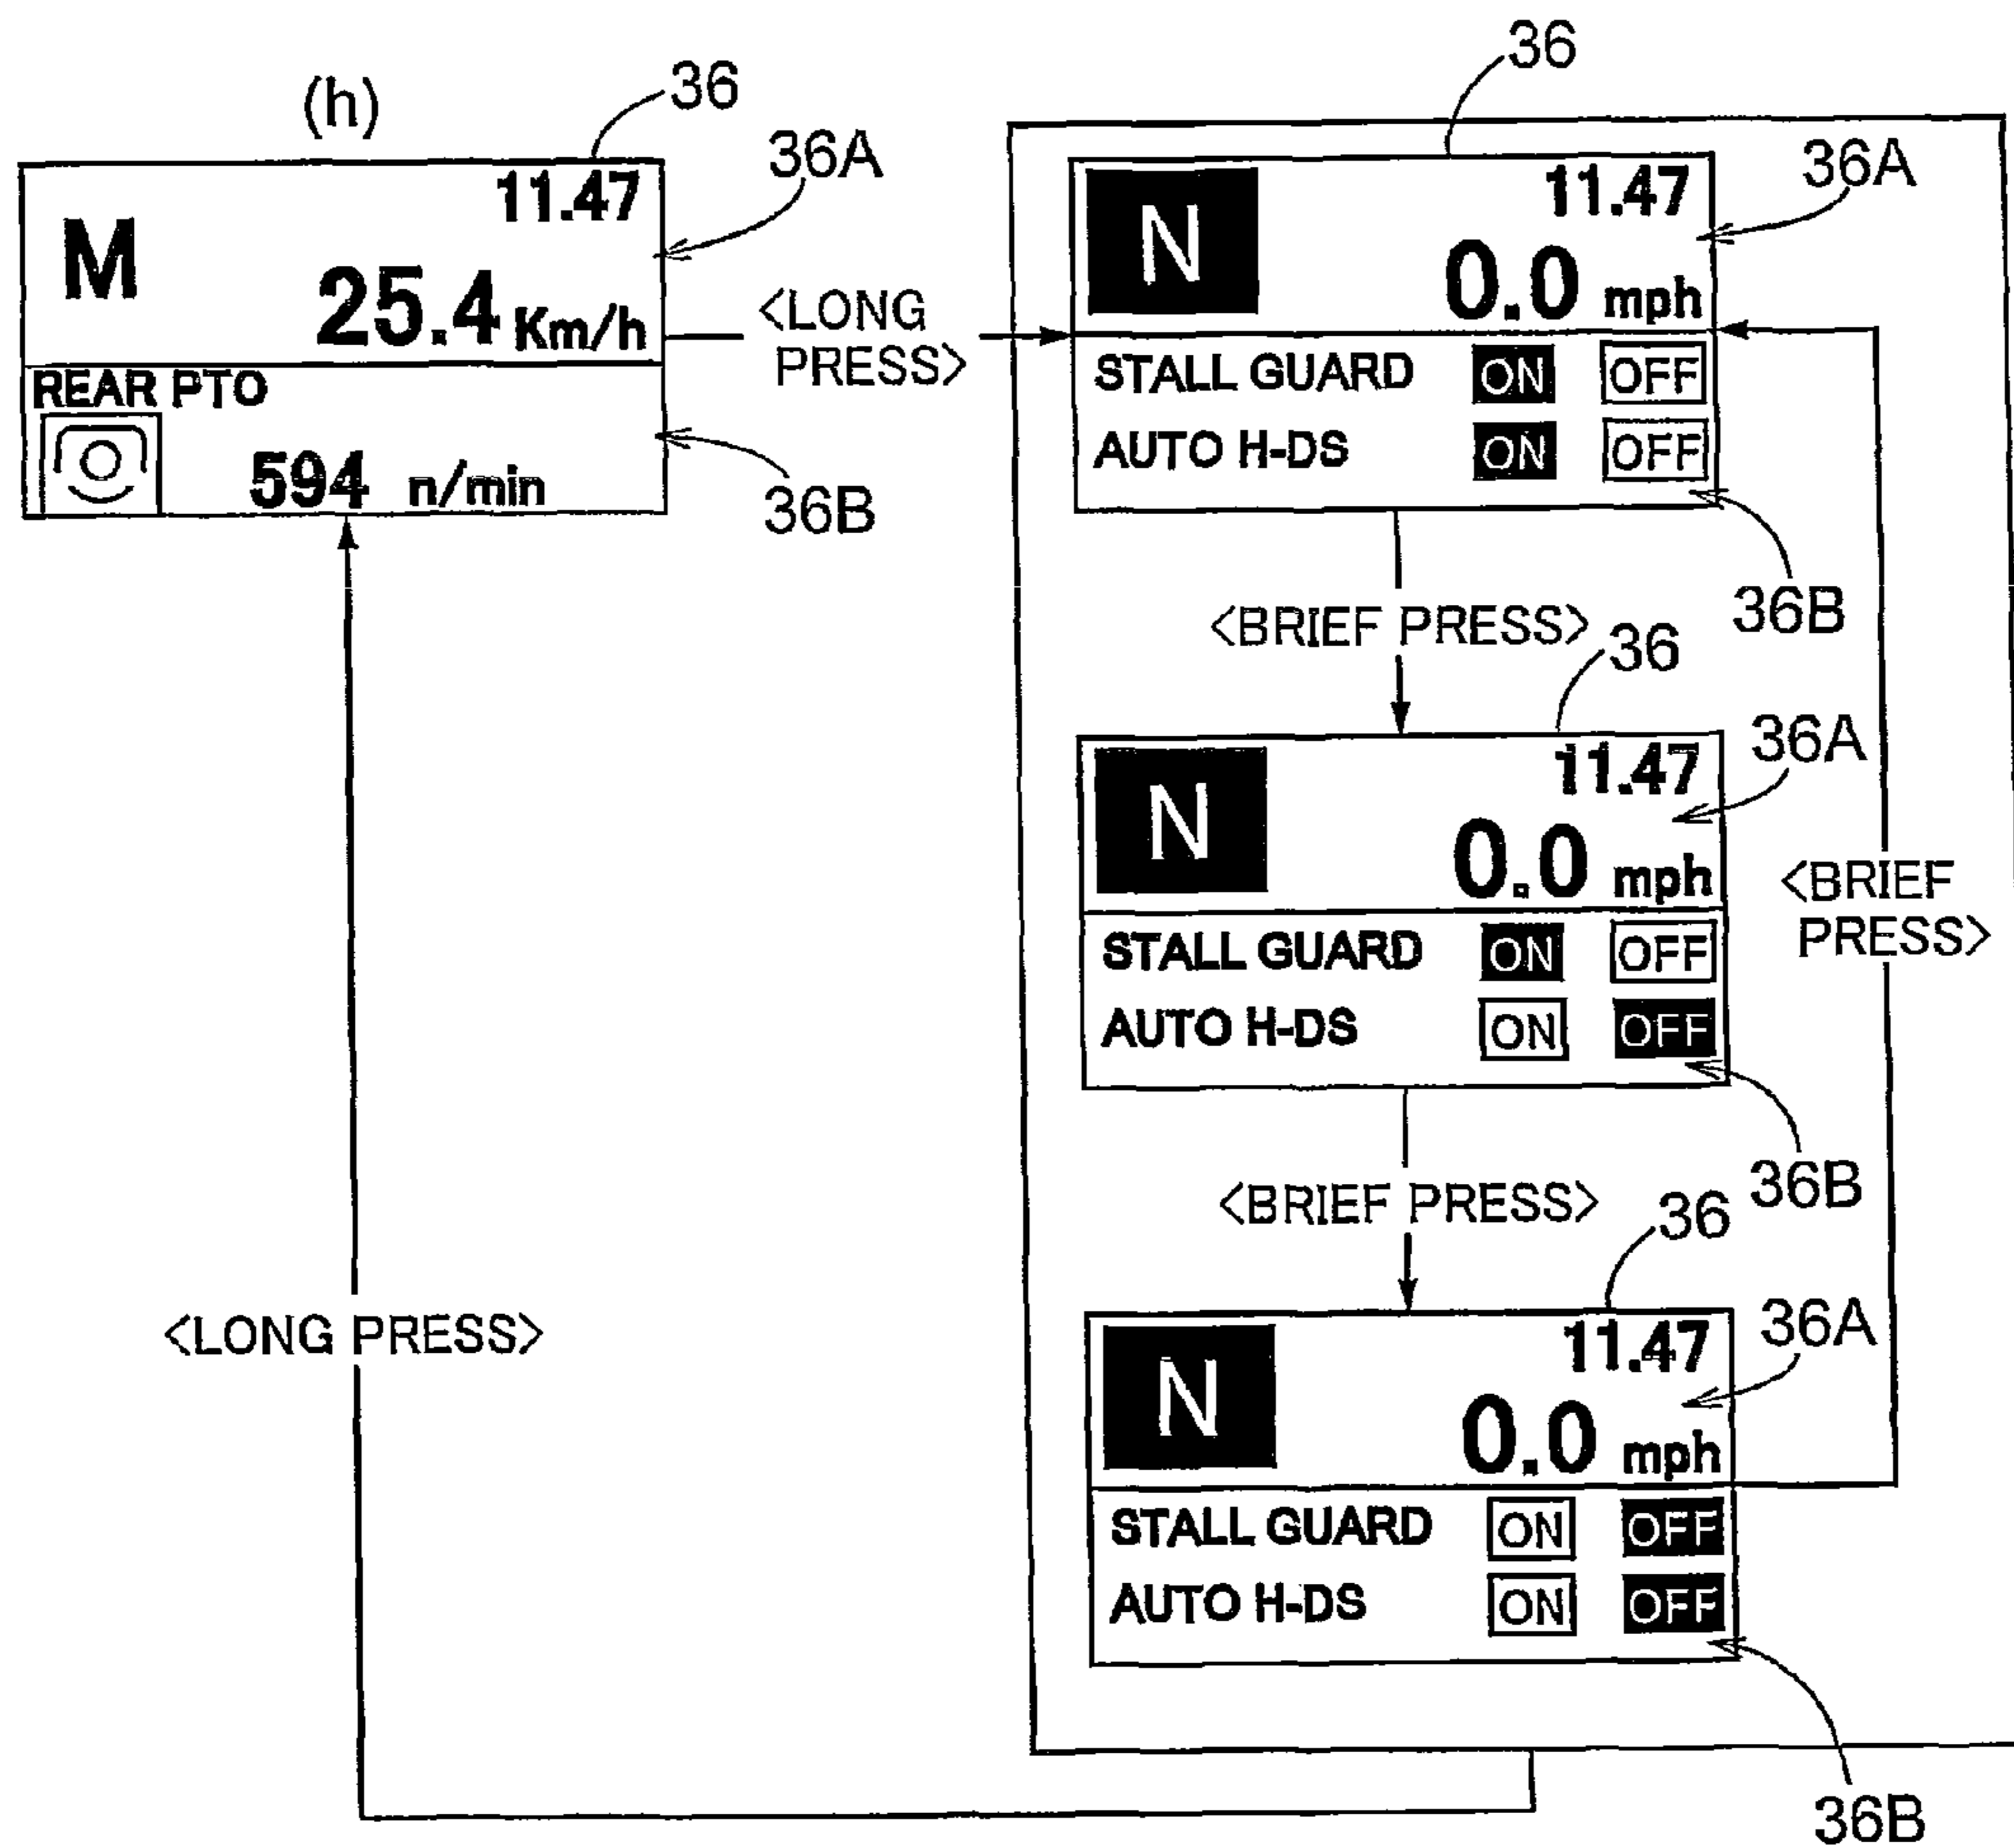 (h)
36
36A
M
11.47
25.4 Km/h
REAR PTO
594 n/min
36B
<LONG
PRESS>
<LONG PRESS>
36
36A
N
11.47
0.0 mph
STALL GUARD ON OFF
AUTO H-DS ON OFF
36B
<BRIEF PRESS>
36
36A
N
11.47
0.0 mph
STALL GUARD ON OFF
AUTO H-DS ON OFF
36B
<BRIEF
PRESS>
<BRIEF PRESS>
36
36A
N
11.47
0.0 mph
STALL GUARD ON OFF
AUTO H-DS ON OFF
36B